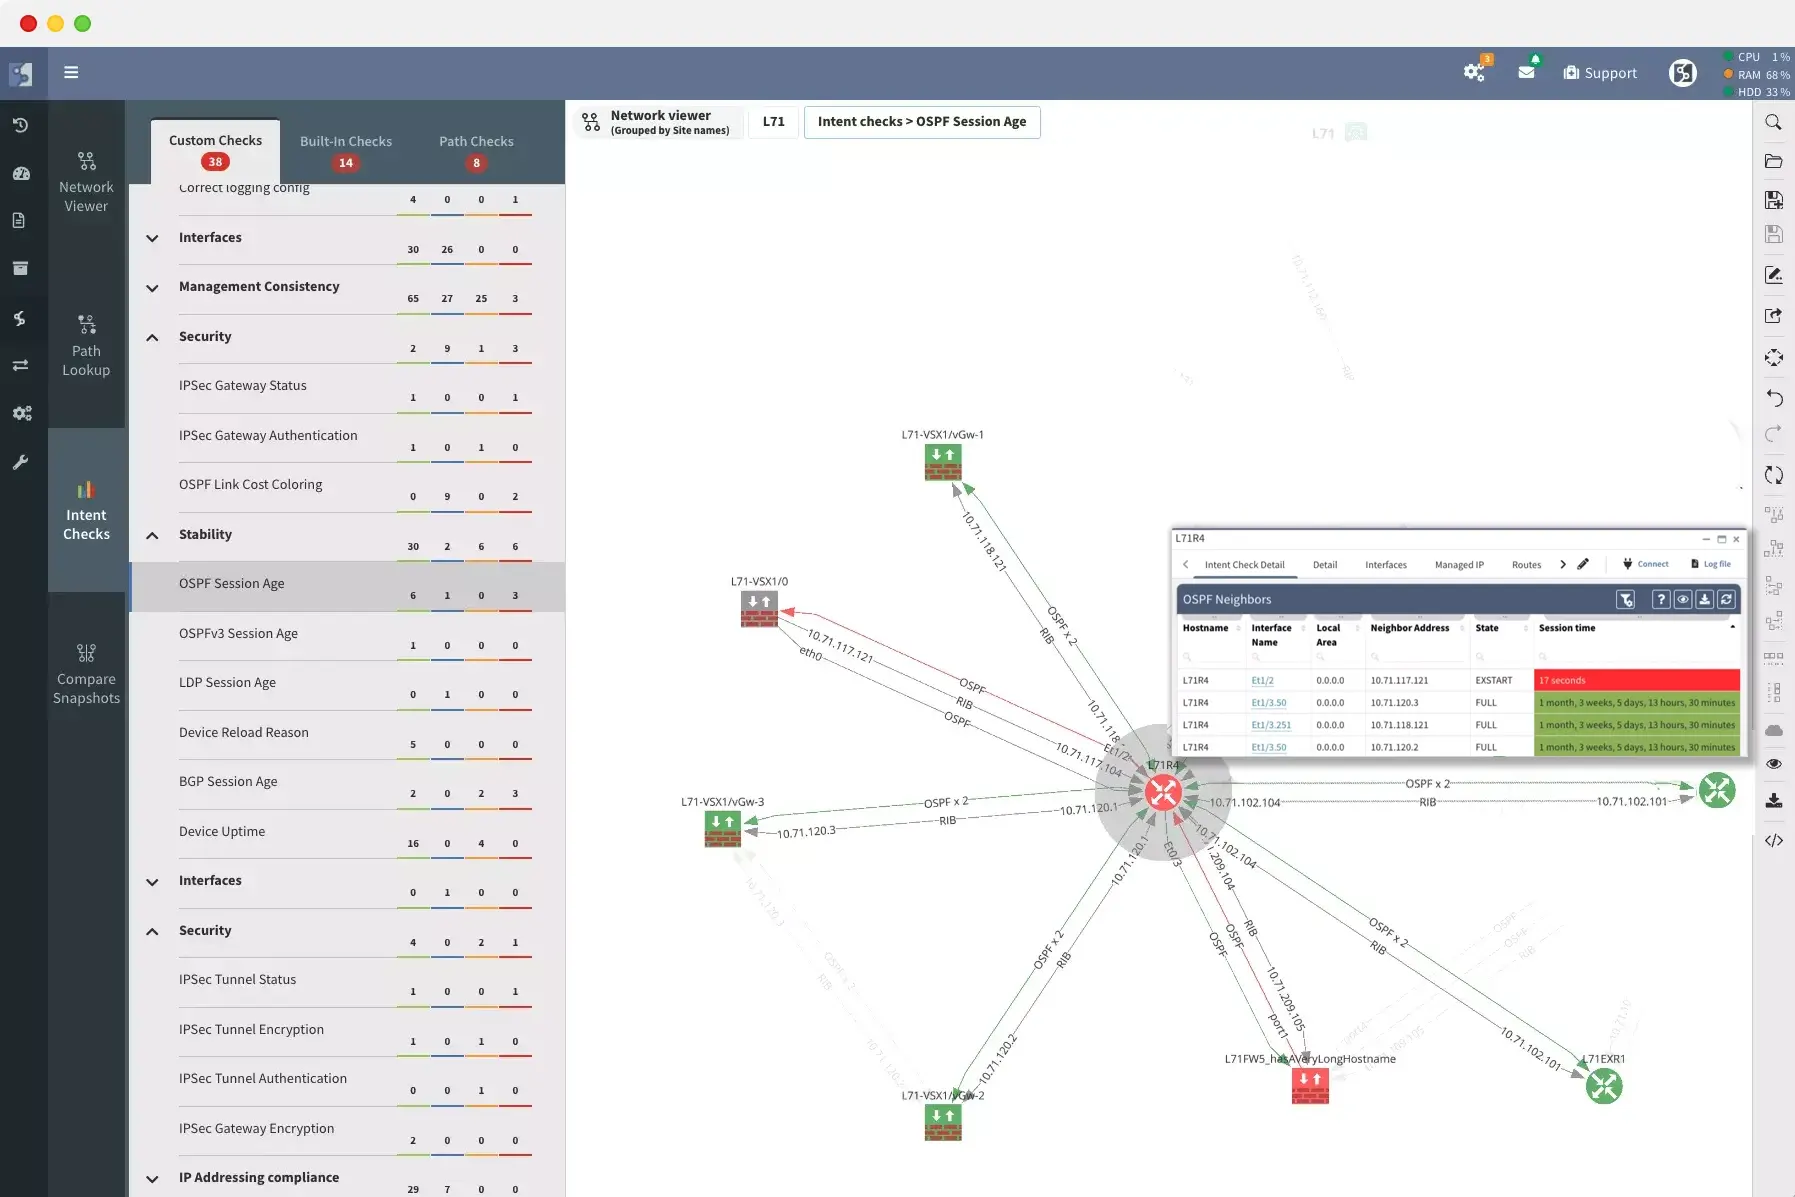 3
Support
CPU 1 %
RAM 68 %
HDD 33 %
Network Viewer
Path Lookup
Intent Checks
Compare Snapshots
Custom Checks
38
Built-In Checks
14
Path Checks
8
Correct logging config
4 0 0 1
Interfaces
30 26 0 0
Management Consistency
65 27 25 3
Security
2 9 1 3
IPSec Gateway Status
1 0 0 1
IPSec Gateway Authentication
1 0 1 0
OSPF Link Cost Coloring
0 9 0 2
Stability
30 2 6 6
OSPF Session Age
6 1 0 3
OSPFv3 Session Age
1 0 0 0
LDP Session Age
0 1 0 0
Device Reload Reason
5 0 0 0
BGP Session Age
2 0 2 3
Device Uptime
16 0 4 0
Interfaces
0 1 0 0
Security
4 0 2 1
IPSec Tunnel Status
1 0 0 1
IPSec Tunnel Encryption
1 0 1 0
IPSec Tunnel Authentication
0 0 1 0
IPSec Gateway Encryption
2 0 0 0
IP Addressing compliance
29 7 0 0
Network viewer
(Grouped by Site names)
L71
Intent checks > OSPF Session Age
L71
10.71.112.160
L71-VSX1/vGw-1
10.71.118.121
OSPF x 2
RIB
L71-VSX1/0
10.71.117.121
eth0
OSPF
RIB
OSPF
10.71.118.
Et1/2
10.71.117.104
L71R4
L71-VSX1/vGw-3
OSPF x 2
RIB
10.71.120.3
10.71.120.1
10.71.102.104
OSPF x 2
RIB
10.71.102.101
10.71.120.1
Et0/3
.209.104
10.71.102.104
OSPF x 2
RIB
OSPF
OSPF
RIB
OSPF x 2
RIB
10.71.209.105
port1
10.71.120.2
L71-VSX1/vGw-2
L71FW5_hasAVeryLongHostname
10.71.102.101
L71EXR1
10.71.120.3
OSPF x 2
RIB
OSPF
OSPF
L71R4
Intent Check Detail
Detail
Interfaces
Managed IP
Routes
Connect
Log file
OSPF Neighbors
?
Hostname
Interface Name
Local Area
Neighbor Address
State
Session time
L71R4 Et1/2 0.0.0.0 10.71.117.121 EXSTART 17 seconds
L71R4 Et1/3.50 0.0.0.0 10.71.120.3 FULL 1 month, 3 weeks, 5 days, 13 hours, 30 minutes
L71R4 Et1/3.251 0.0.0.0 10.71.118.121 FULL 1 month, 3 weeks, 5 days, 13 hours, 30 minutes
L71R4 Et1/3.50 0.0.0.0 10.71.120.2 FULL 1 month, 3 weeks, 5 days, 13 hours, 30 minutes